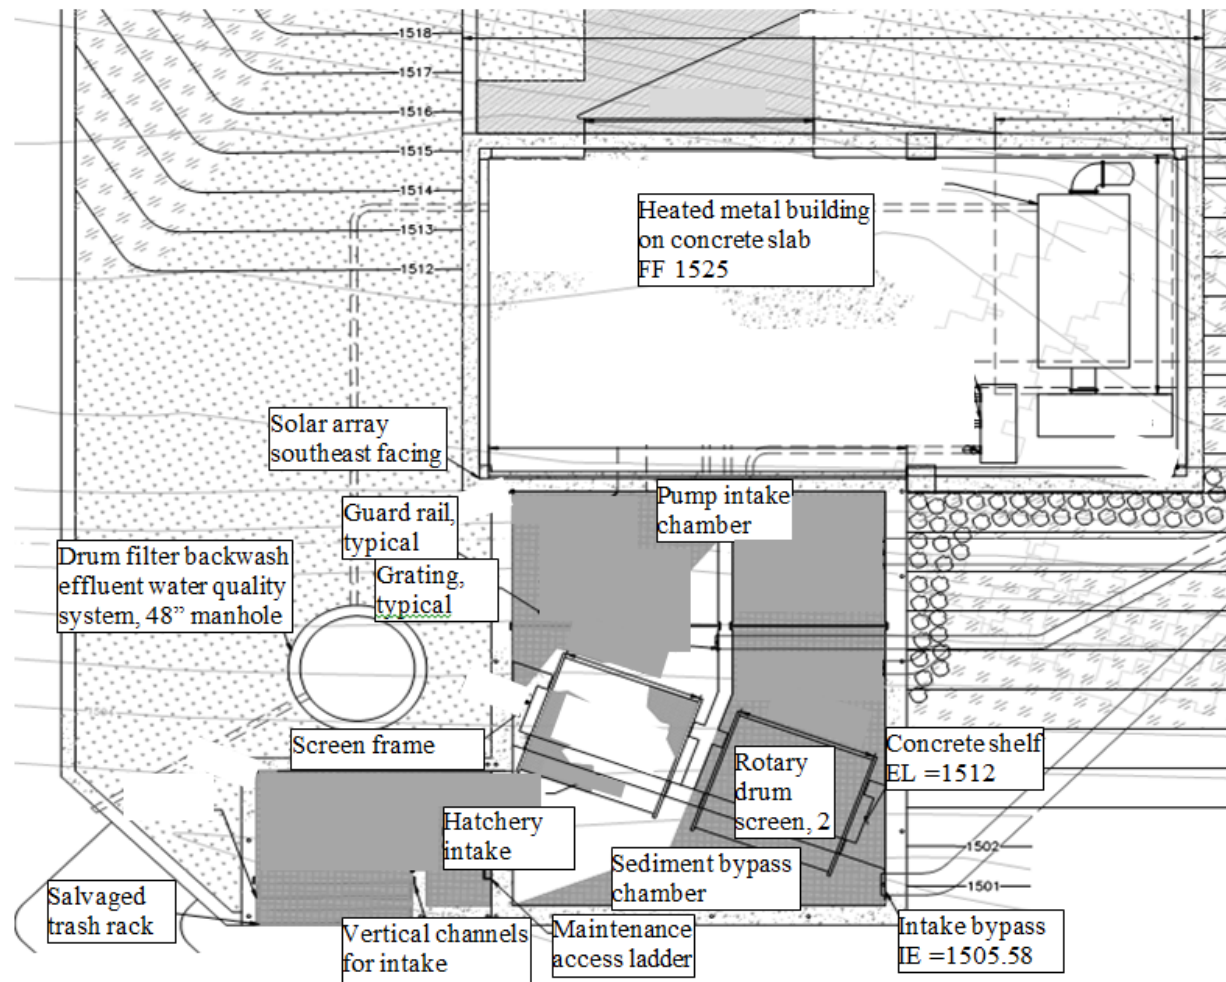 1518
1517
1516
1515
1514
1513
1512
Heated metal building
on concrete slab
FF 1525
Solar array
southeast facing
Pump intake
chamber
Guard rail,
typical
Grating,
typical
Drum filter backwash
effluent water quality
system, 48” manhole
Screen frame
Rotary
drum
screen, 2
Concrete shelf
EL =1512
Hatchery
intake
Sediment bypass
chamber
1502
1501
Salvaged
trash rack
Vertical channels
for intake
Maintenance
access ladder
Intake bypass
IE =1505.58